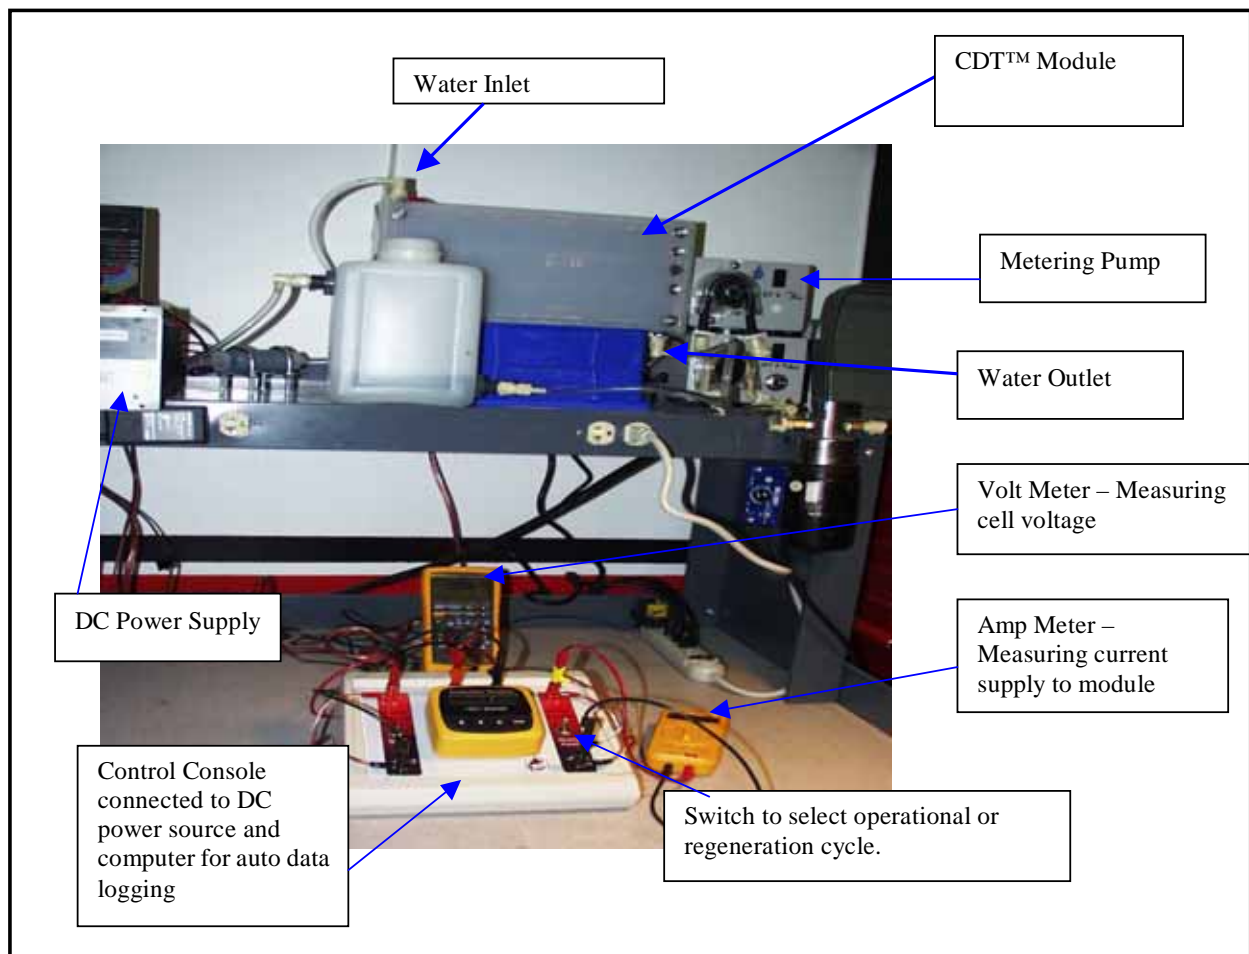 Water Inlet
CDT™ Module
Metering Pump
Water Outlet
Volt Meter – Measuring
cell voltage
DC Power Supply
Amp Meter –
Measuring current
supply to module
Control Console
connected to DC
power source and
computer for auto data
logging
Switch to select operational or
regeneration cycle.